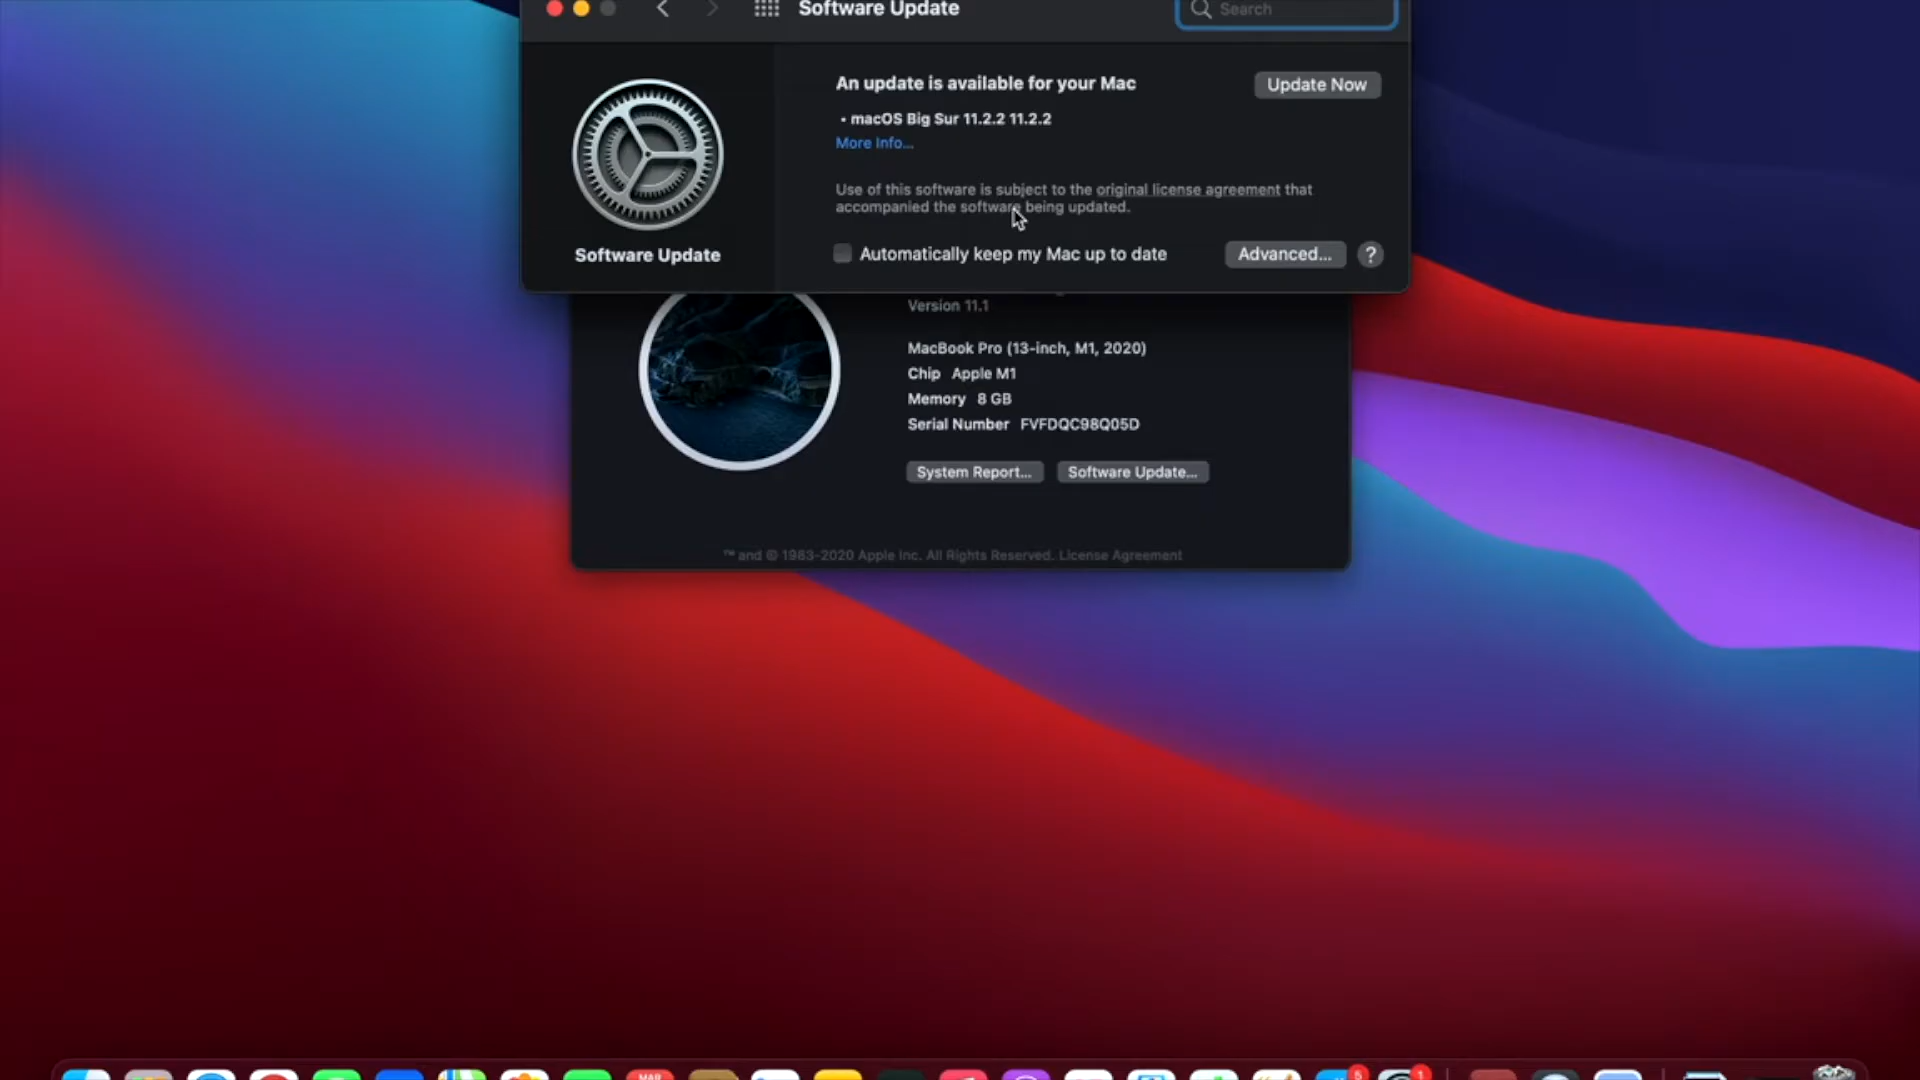 Software Update
Search
An update is available for your Mac
Update Now
• macOS Big Sur 11.2.2 11.2.2
More Info...
Use of this software is subject to the original license agreement that
accompanied the software being updated.
Software Update
Automatically keep my Mac up to date
Advanced...
?
Version 11.1
MacBook Pro (13-inch, M1, 2020)
Chip Apple M1
Memory 8 GB
Serial Number FVFDQC98Q05D
System Report...
Software Update...
™ and © 1983-2020 Apple Inc. All Rights Reserved. License Agreement
MAR
5
1